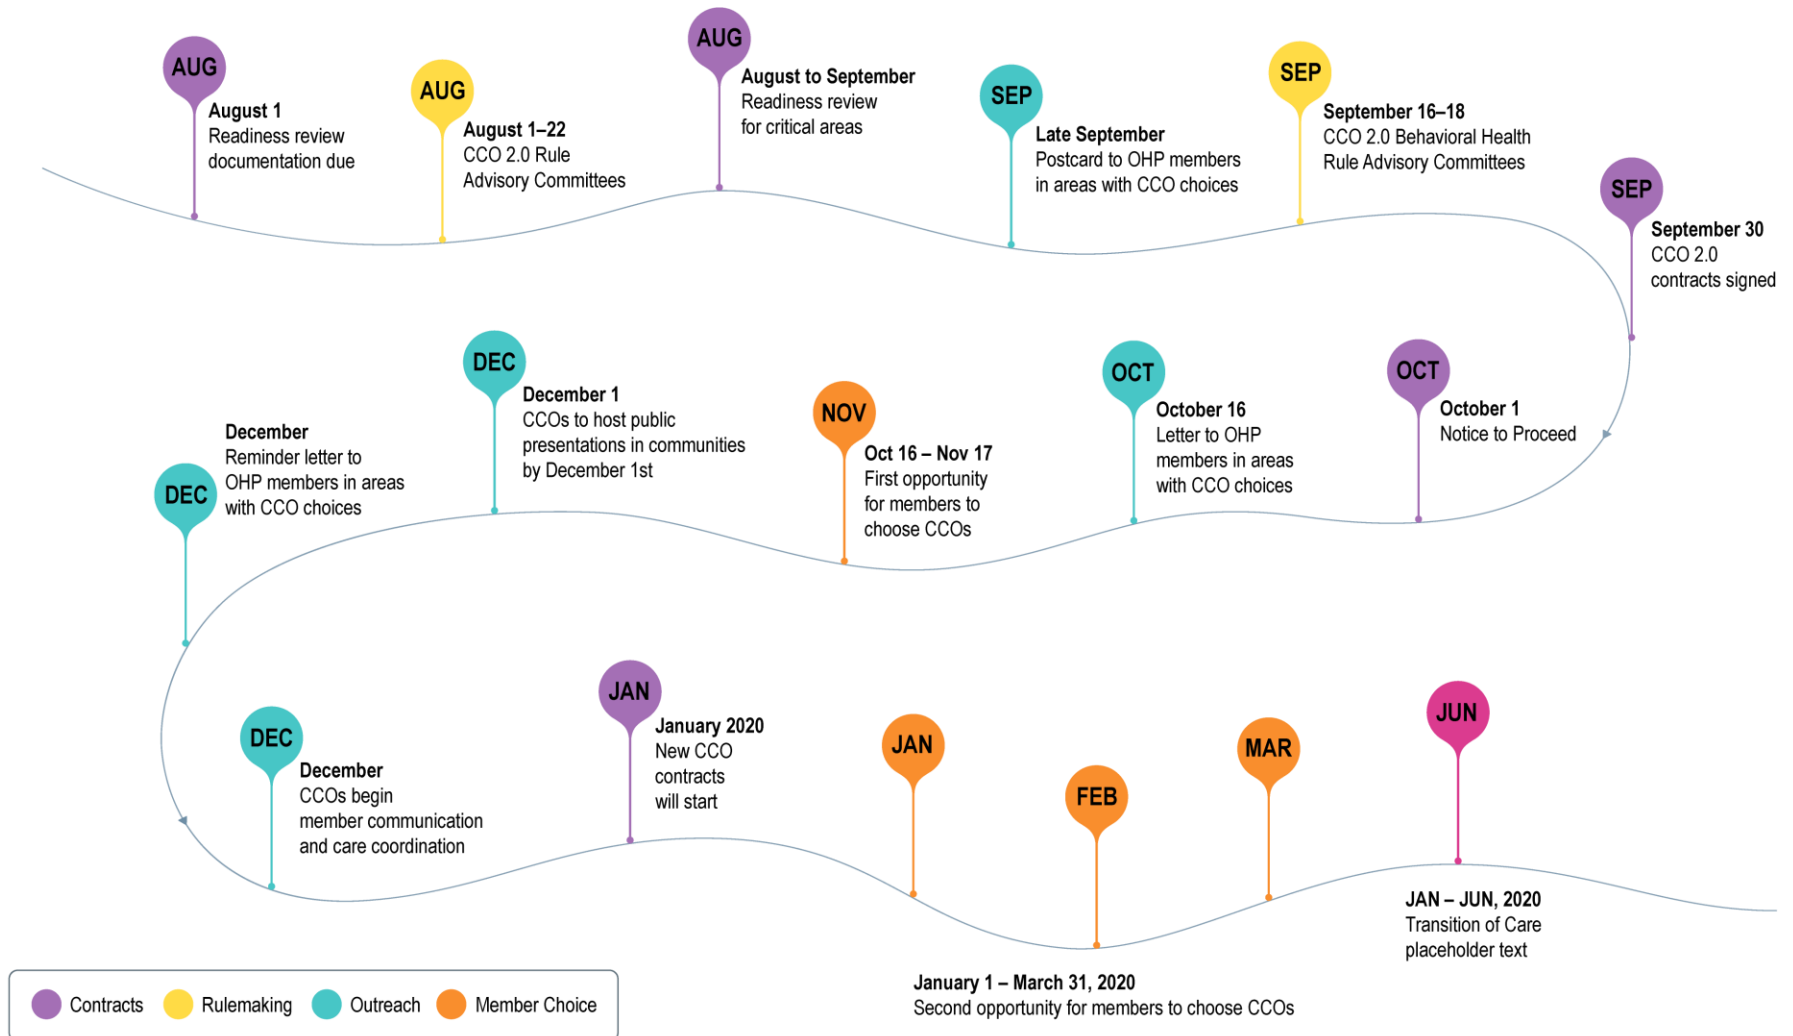 AUG
August 1
Readiness review
documentation due
AUG
August 1–22
CCO 2.0 Rule
Advisory Committees
AUG
August to September
Readiness review
for critical areas
SEP
Late September
Postcard to OHP members
in areas with CCO choices
SEP
September 16–18
CCO 2.0 Behavioral Health
Rule Advisory Committees
SEP
September 30
CCO 2.0
contracts signed
OCT
October 1
Notice to Proceed
OCT
October 16
Letter to OHP
members in areas
with CCO choices
NOV
Oct 16 – Nov 17
First opportunity
for members to
choose CCOs
DEC
December 1
CCOs to host public
presentations in communities
by December 1st
DEC
December
Reminder letter to
OHP members in areas
with CCO choices
DEC
December
CCOs begin
member communication
and care coordination
JAN
January 2020
New CCO
contracts
will start
JAN
FEB
MAR
January 1 – March 31, 2020
Second opportunity for members to choose CCOs
JUN
JAN – JUN, 2020
Transition of Care
placeholder text
Contracts
Rulemaking
Outreach
Member Choice